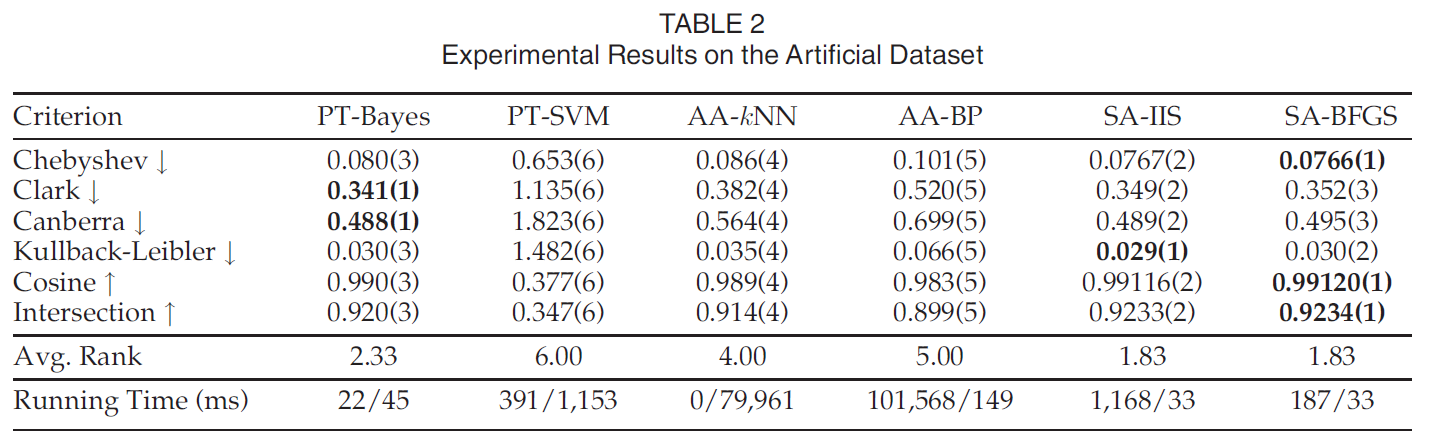 TABLE 2
Experimental Results on the Artificial Dataset
Criterion PT-Bayes PT-SVM AA-kNN AA-BP SA-IIS SA-BFGS
Chebyshev ↓ 0.080(3) 0.653(6) 0.086(4) 0.101(5) 0.0767(2) 0.0766(1)
Clark ↓ 0.341(1) 1.135(6) 0.382(4) 0.520(5) 0.349(2) 0.352(3)
Canberra ↓ 0.488(1) 1.823(6) 0.564(4) 0.699(5) 0.489(2) 0.495(3)
Kullback-Leibler ↓ 0.030(3) 1.482(6) 0.035(4) 0.066(5) 0.029(1) 0.030(2)
Cosine ↑ 0.990(3) 0.377(6) 0.989(4) 0.983(5) 0.99116(2) 0.99120(1)
Intersection ↑ 0.920(3) 0.347(6) 0.914(4) 0.899(5) 0.9233(2) 0.9234(1)
Avg. Rank 2.33 6.00 4.00 5.00 1.83 1.83
Running Time (ms) 22/45 391/1,153 0/79,961 101,568/149 1,168/33 187/33